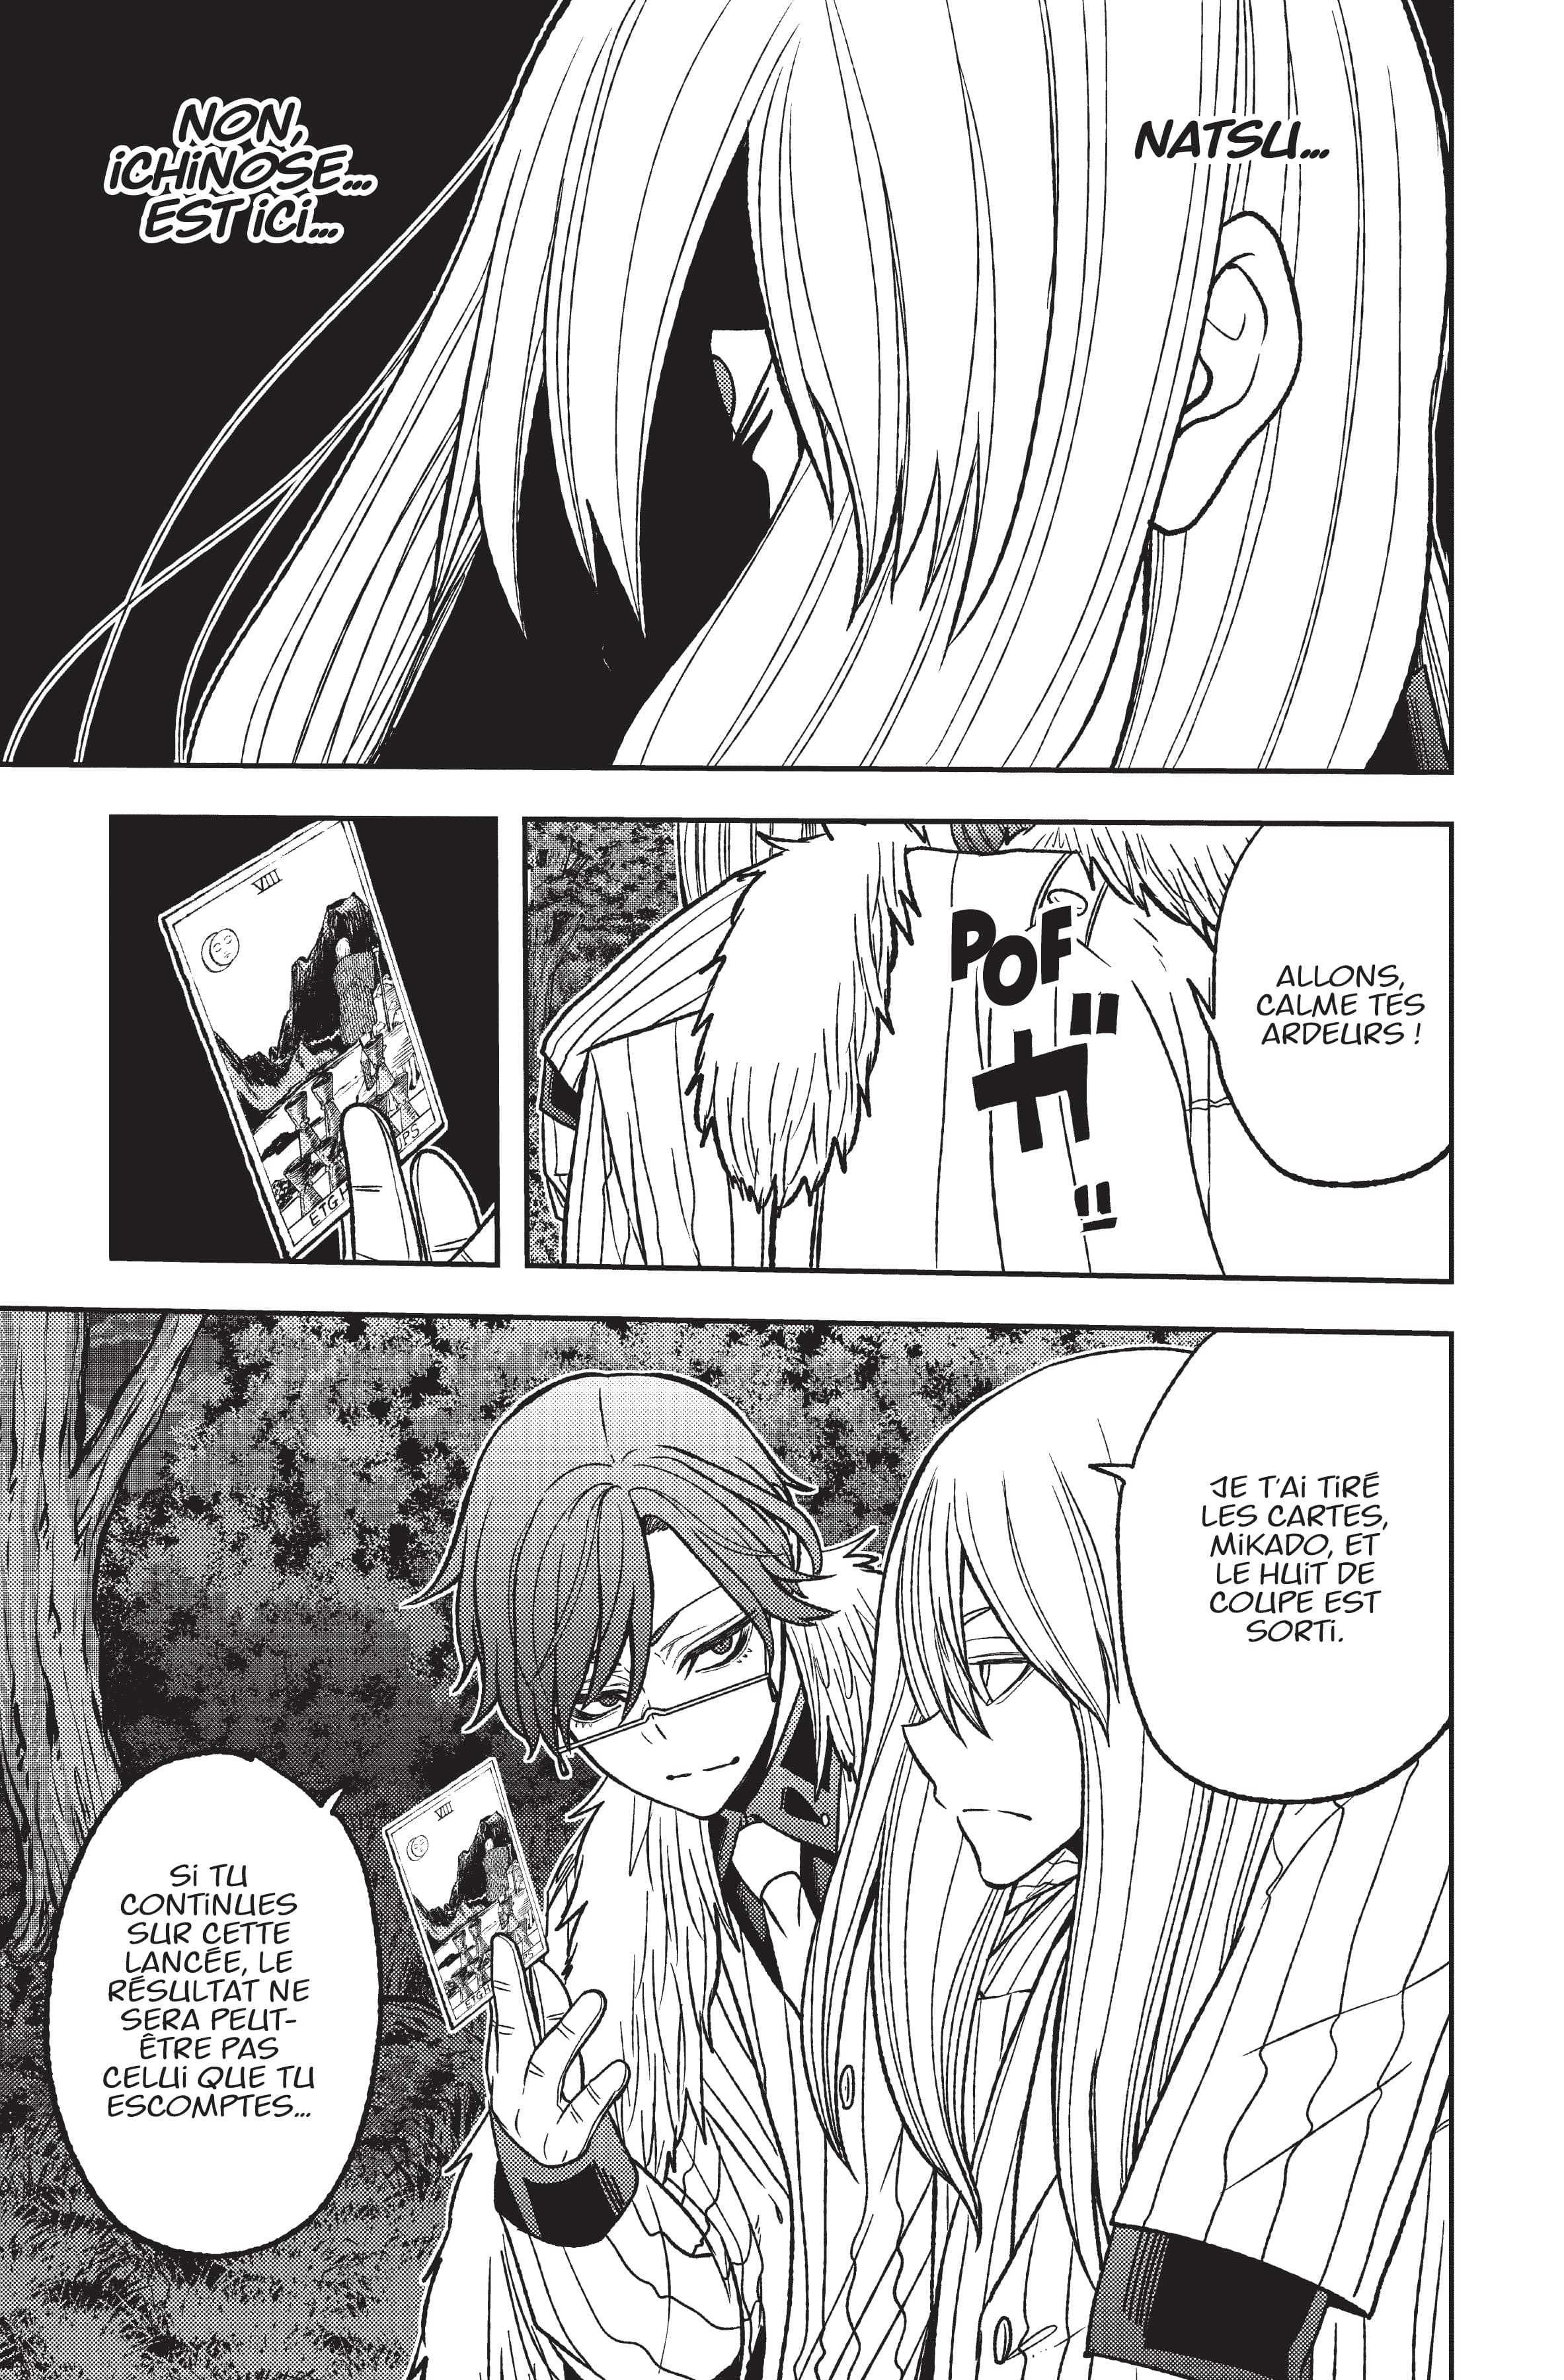 NATSU...
NON,
ICHINOSE...
EST ICI...
ALLONS,
CALME TES
ARDEURS !
POF
ガ
VIII
JE T'AI TIRÉ
LES CARTES,
MIKADO, ET
LE HUIT DE
COUPE EST
SORTI.
VIII
SI TU
CONTINUES
SUR CETTE
LANCÉE, LE
RÉSULTAT NE
SERA PEUT-
ÊTRE PAS
CELUI QUE TU
ESCOMPTES...